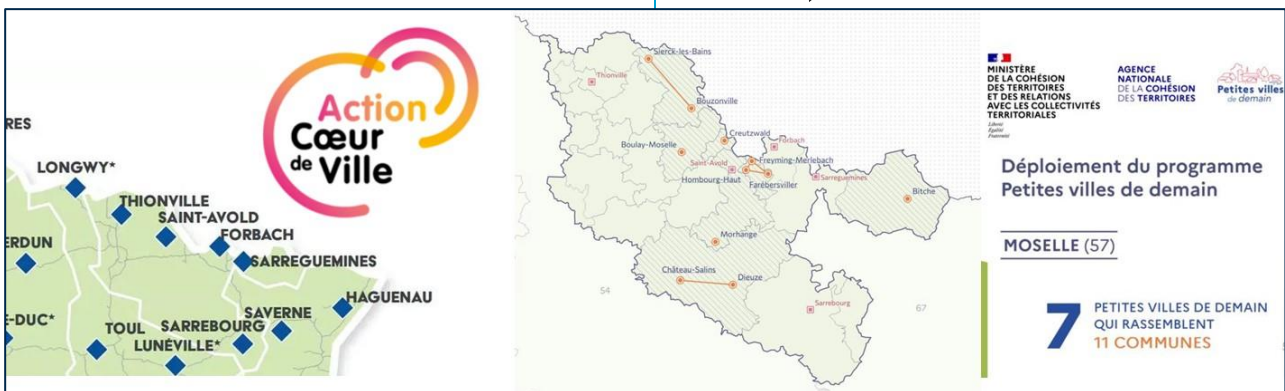 Action
Cœur
de Ville
RES
LONGWY*
THIONVILLE
SAINT-AVOLD
FORBACH
SARREGUEMINES
ERDUN
HAGUENAU
SAVERNE
E-DUC*
TOUL
SARREBOURG
LUNÉVILLE*
Sierck-les-Bains
Thionville
Bouzonville
Creutzwald
Forbach
Boulay-Moselle
Freyming-Merlebach
Saint-Avold
Hombourg-Haut
Farébersviller
Sarreguemines
Bitche
Morhange
Château-Salins
Dieuze
54
Sarrebourg
67
MINISTÈRE
DE LA COHÉSION
DES TERRITOIRES
ET DES RELATIONS
AVEC LES COLLECTIVITÉS
TERRITORIALES
Liberté
Égalité
Fraternité
AGENCE
NATIONALE
DE LA COHÉSION
DES TERRITOIRES
Petites villes
de demain
Déploiement du programme
Petites villes de demain
MOSELLE (57)
7
PETITES VILLES DE DEMAIN
QUI RASSEMBLENT
11 COMMUNES